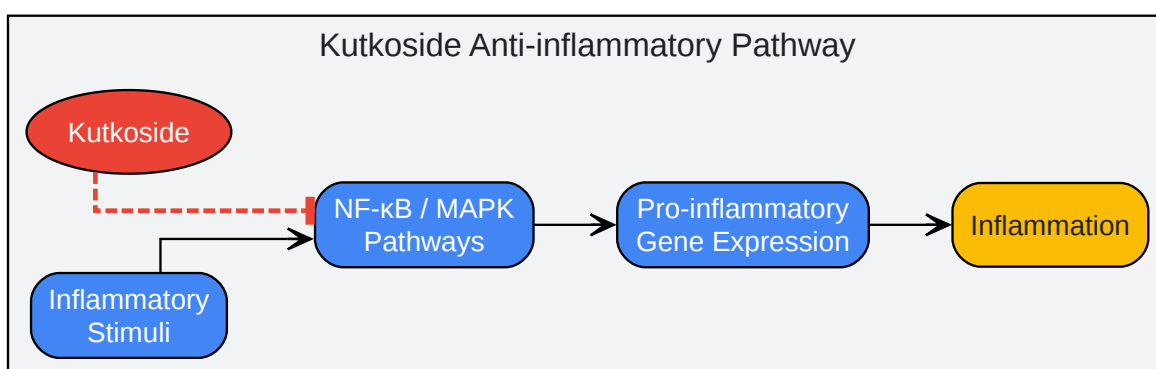 Kutkoside Anti-inflammatory Pathway
Kutkoside
NF-κB / MAPK
Pathways
Pro-inflammatory
Gene Expression
Inflammation
Inflammatory
Stimuli